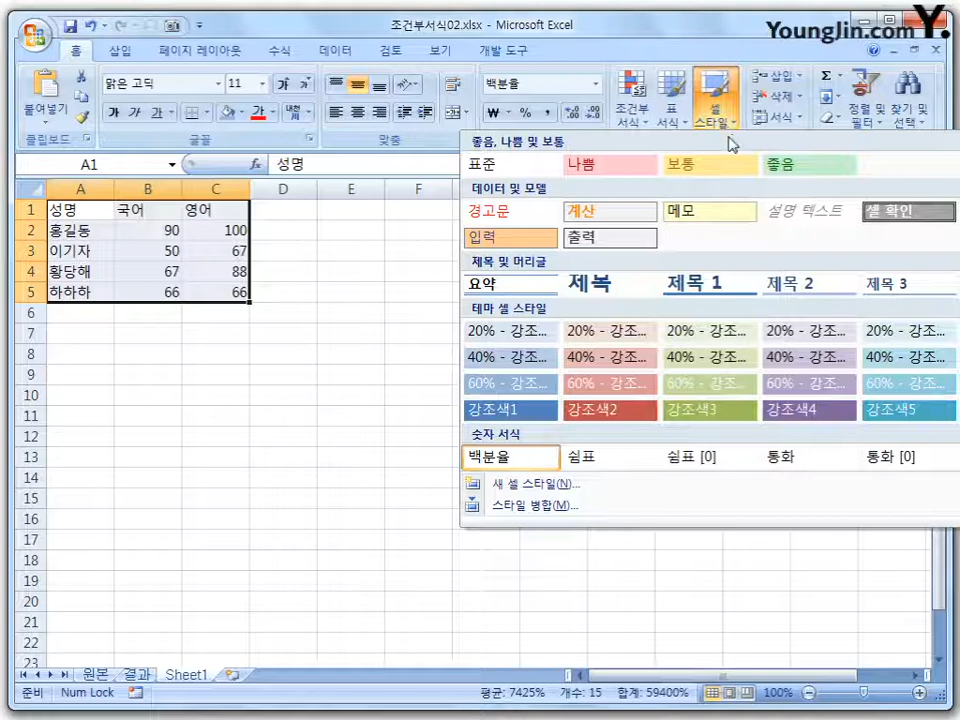 조건부서식02.xlsx - Microsoft Excel
YoungJin.com Y.
홈 삽입 페이지 레이아웃 수식 데이터 검토 보기 개발 도구
붙여넣기
클립보드
맑은 고딕 11
가 가 가
글꼴
맞춤
백분율
₩ % ,
조건부 서식
표 서식
셀 스타일
삽입
삭제
서식
Σ
정렬 및 필터
찾기 및 선택
A1 fx 성명
A B C D E F
1 성명 국어 영어
2 홍길동 90 100
3 이기자 50 67
4 황당해 67 88
5 하하하 66 66
6
7
8
9
10
11
12
13
14
15
16
17
18
19
20
21
22
23
좋음, 나쁨 및 보통
표준 나쁨 보통 좋음
데이터 및 모델
경고문 계산 메모 설명 텍스트 셀 확인
입력 출력
제목 및 머리글
요약 제목 제목 1 제목 2 제목 3
테마 셀 스타일
20% - 강조... 20% - 강조... 20% - 강조... 20% - 강조... 20% - 강조...
40% - 강조... 40% - 강조... 40% - 강조... 40% - 강조... 40% - 강조...
60% - 강조... 60% - 강조... 60% - 강조... 60% - 강조... 60% - 강조...
강조색1 강조색2 강조색3 강조색4 강조색5
숫자 서식
백분율 쉼표 쉼표 [0] 통화 통화 [0]
새 셀 스타일(N)...
스타일 병합(M)...
원본 결과 Sheet1
준비 Num Lock 평균: 7425% 개수: 15 합계: 59400% 100%